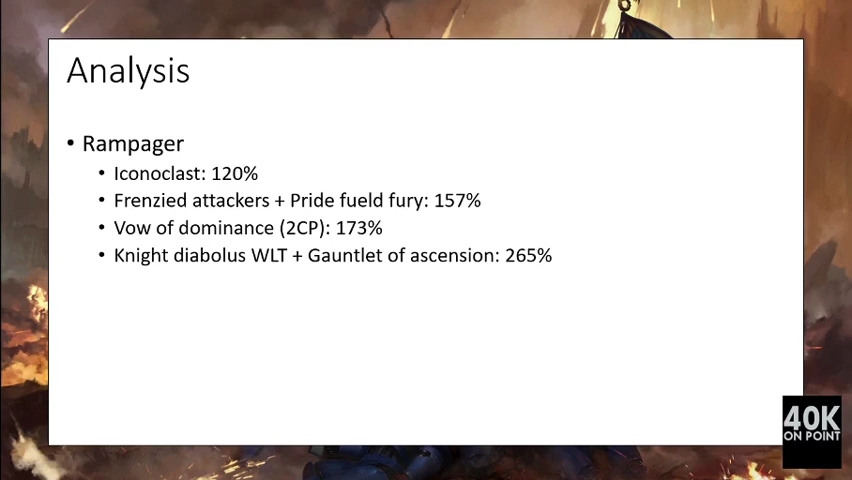 Analysis
• Rampager
• Iconoclast: 120%
• Frenzied attackers + Pride fueld fury: 157%
• Vow of dominance (2CP): 173%
• Knight diabolus WLT + Gauntlet of ascension: 265%
40K
ON POINT